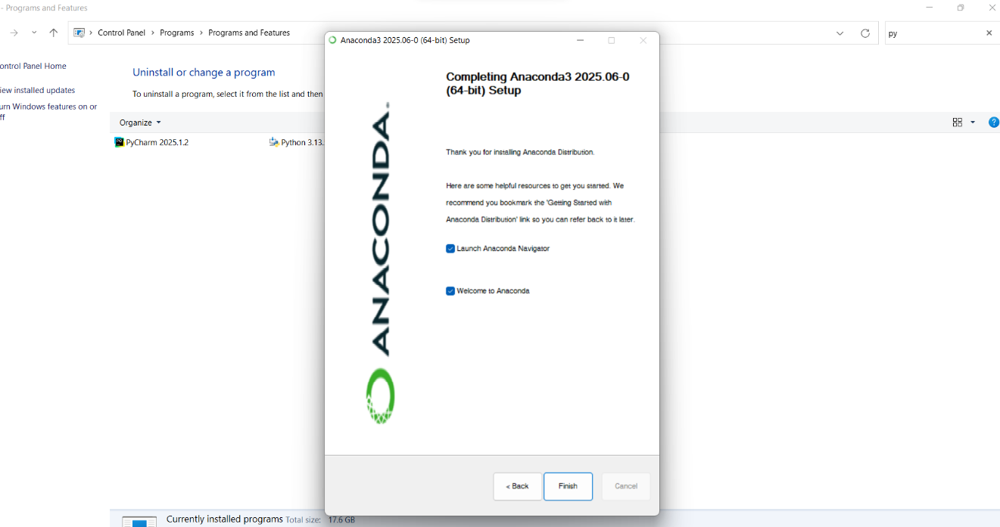 - Programs and Features
Control Panel > Programs > Programs and Features
py
Anaconda3 2025.06-0 (64-bit) Setup
ontrol Panel Home
iew installed updates
urn Windows features on or
ff
Uninstall or change a program
To uninstall a program, select it from the list and then
Organize
PyCharm 2025.1.2
Python 3.13.
ANACONDA.
Completing Anaconda3 2025.06-0
(64-bit) Setup
Thank you for installing Anaconda Distribution.
Here are some helpful resources to get you started. We
recommend you bookmark the 'Getting Started with
Anaconda Distribution' link so you can refer back to it later.
Launch Anaconda Navigator
Welcome to Anaconda
< Back
Finish
Cancel
Currently installed programs Total size: 17.6 GB